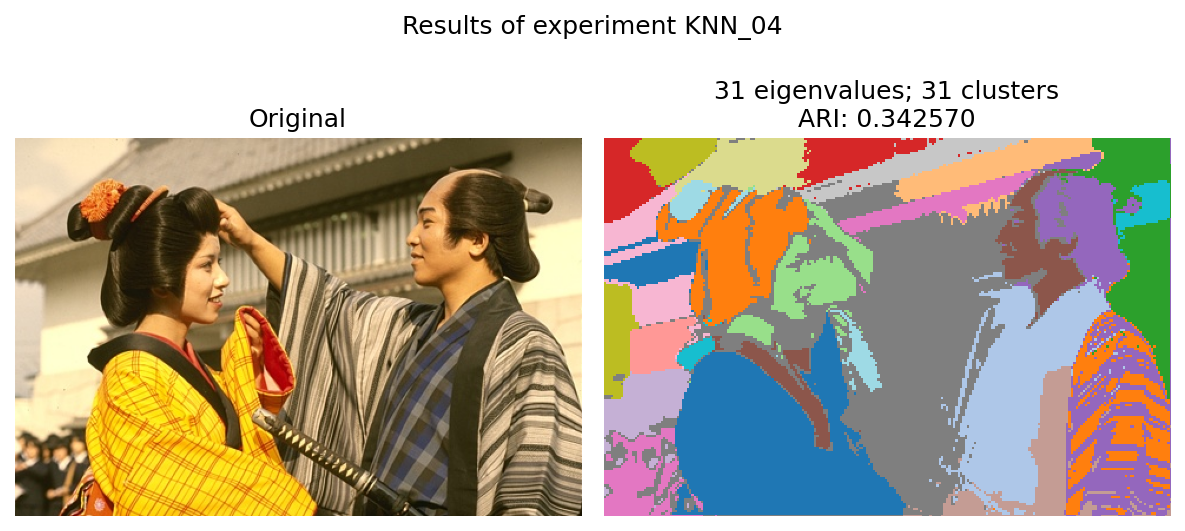 Results of experiment KNN_04
Original
31 eigenvalues; 31 clusters
ARI: 0.342570